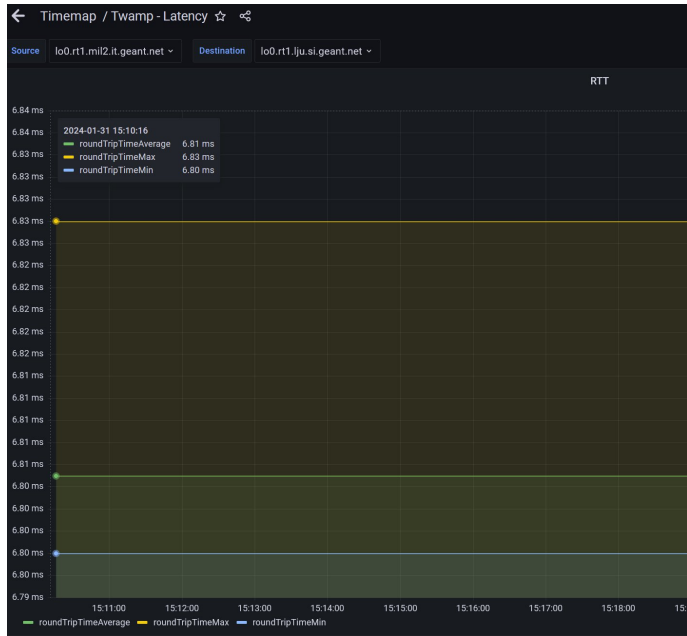 Timemap / Twamp - Latency
Source lo0.rt1.mil2.it.geant.net Destination lo0.rt1.lju.si.geant.net
RTT
6.84 ms
6.84 ms
6.83 ms
6.83 ms
6.83 ms
6.83 ms
6.83 ms
6.82 ms
6.82 ms
6.82 ms
6.82 ms
6.82 ms
6.81 ms
6.81 ms
6.81 ms
6.81 ms
6.81 ms
6.80 ms
6.80 ms
6.80 ms
6.80 ms
6.80 ms
6.79 ms
2024-01-31 15:10:16
roundTripTimeAverage 6.81 ms
roundTripTimeMax 6.83 ms
roundTripTimeMin 6.80 ms
15:11:00 15:12:00 15:13:00 15:14:00 15:15:00 15:16:00 15:17:00 15:18:00 15:
roundTripTimeAverage roundTripTimeMax roundTripTimeMin